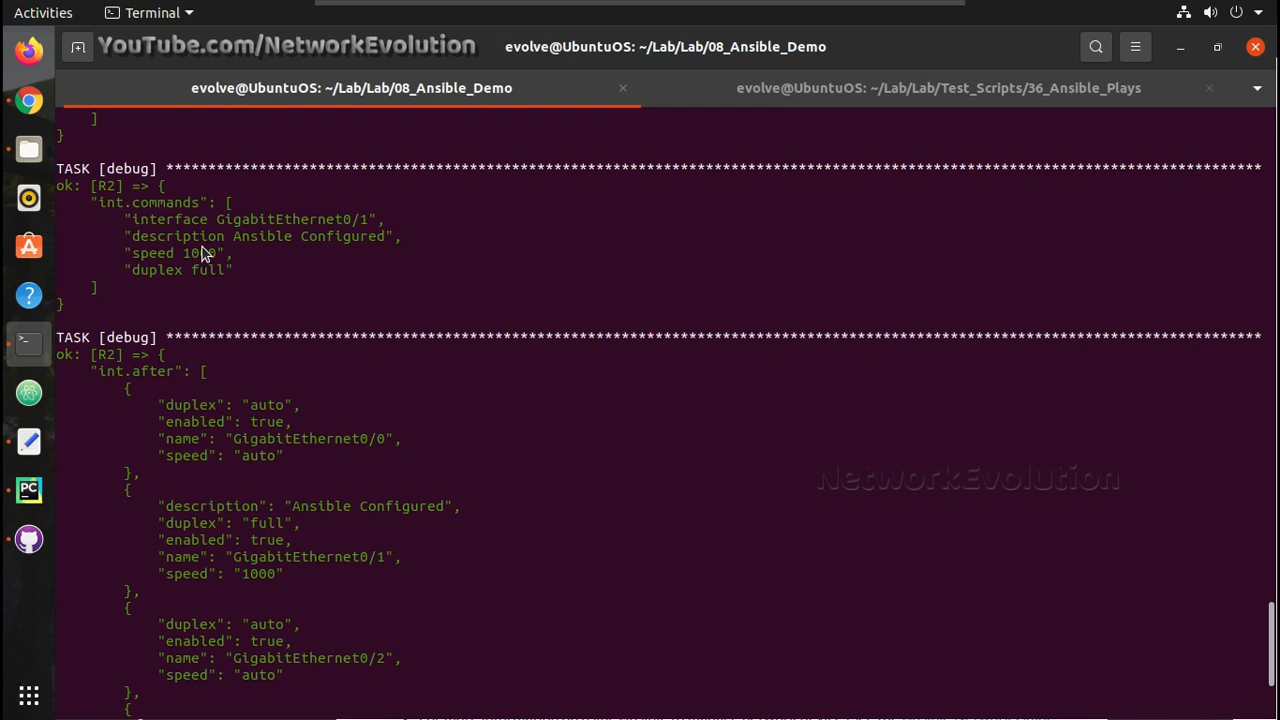 Activities
Terminal
YouTube.com/NetworkEvolution
evolve@UbuntuOS: ~/Lab/Lab/08_Ansible_Demo
evolve@UbuntuOS: ~/Lab/Lab/08_Ansible_Demo
evolve@UbuntuOS: ~/Lab/Lab/Test_Scripts/36_Ansible_Plays
]
}
TASK [debug] **********************************************************************************************************************************
ok: [R2] => {
"int.commands": [
"interface GigabitEthernet0/1",
"description Ansible Configured",
"speed 1000",
"duplex full"
]
}
TASK [debug] **********************************************************************************************************************************
ok: [R2] => {
"int.after": [
{
"duplex": "auto",
"enabled": true,
"name": "GigabitEthernet0/0",
"speed": "auto"
},
{
"description": "Ansible Configured",
"duplex": "full",
"enabled": true,
"name": "GigabitEthernet0/1",
"speed": "1000"
},
{
"duplex": "auto",
"enabled": true,
"name": "GigabitEthernet0/2",
"speed": "auto"
},
{
NetworkEvolution
PC